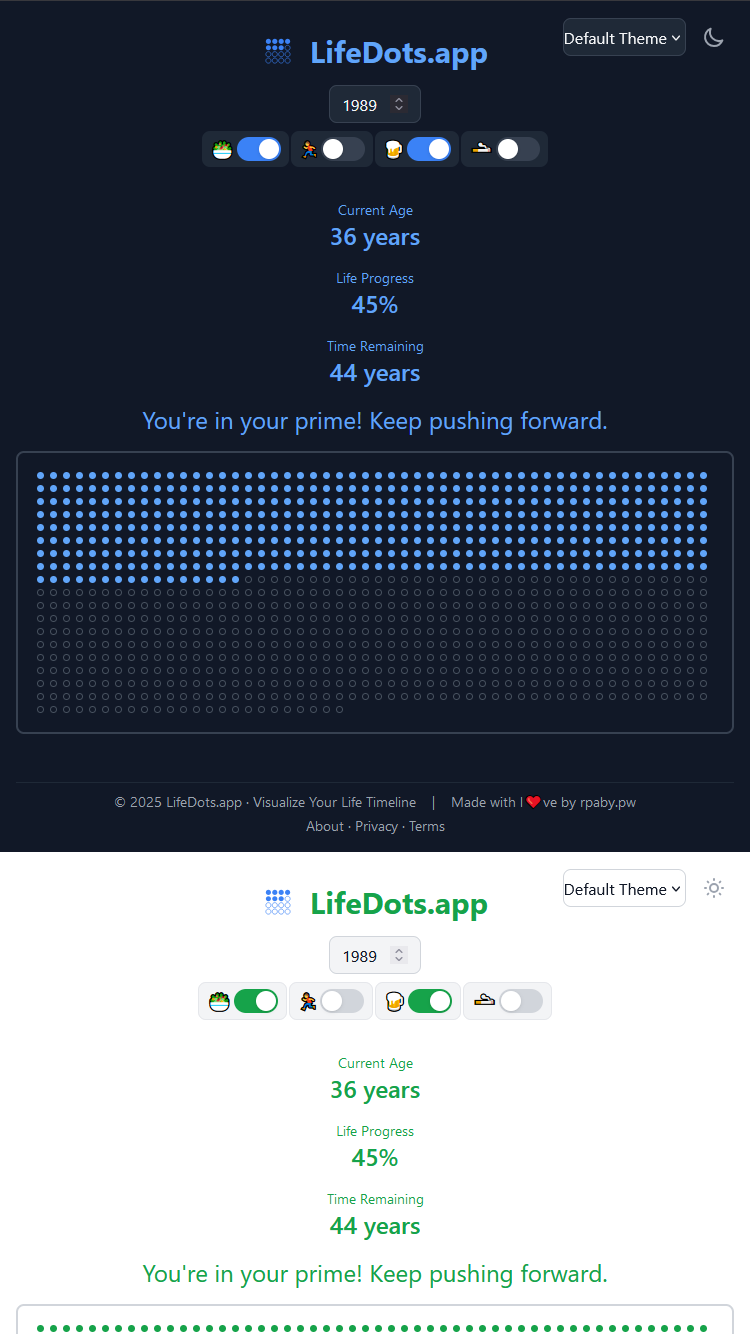 LifeDots.app
Default Theme
1989
Current Age
36 years
Life Progress
45%
Time Remaining
44 years
You're in your prime! Keep pushing forward.
© 2025 LifeDots.app · Visualize Your Life Timeline | Made with l❤️ve by rpaby.pw
About · Privacy · Terms
LifeDots.app
Default Theme
1989
Current Age
36 years
Life Progress
45%
Time Remaining
44 years
You're in your prime! Keep pushing forward.